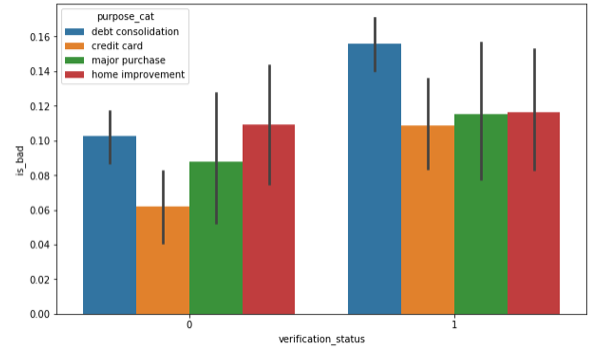 purpose_cat
debt consolidation
credit card
major purchase
home improvement
0.16
0.14
0.12
0.10
0.08
0.06
0.04
0.02
0.00
is_bad
0 1
verification_status